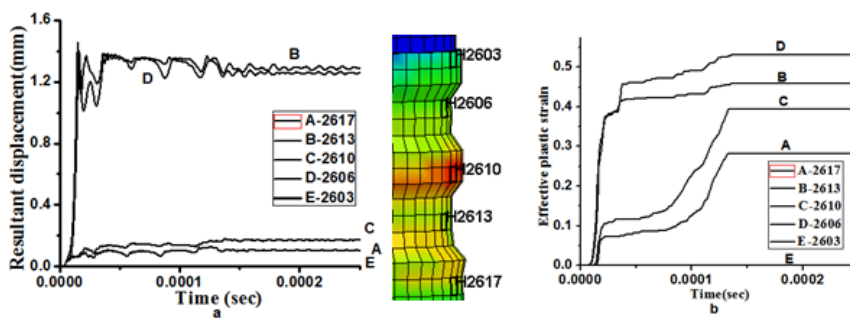 Resultant displacement(mm)
1.6
1.2
0.8
0.4
0.0
B
D
A-2617
B-2613
C-2610
D-2606
E-2603
C
A
E
0.0000
0.0001
0.0002
Time (sec)
a
H2603
H2606
H2610
H2613
H2617
Effective plastic strain
0.5
0.4
0.3
0.2
0.1
0.0
D
B
C
A
A-2617
B-2613
C-2610
D-2606
E-2603
E
0.0000
0.0001
0.0002
Time(sec)
b